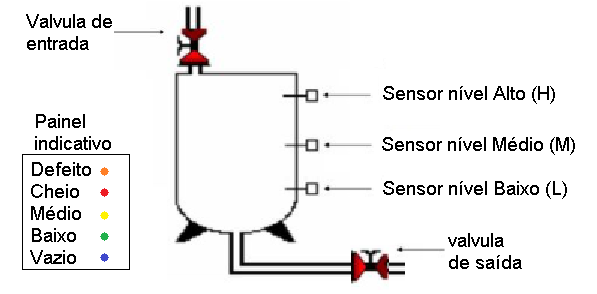 Valvula de
entrada
Sensor nível Alto (H)
Sensor nível Médio (M)
Sensor nível Baixo (L)
Painel
indicativo
Defeito
Cheio
Médio
Baixo
Vazio
valvula
de saída